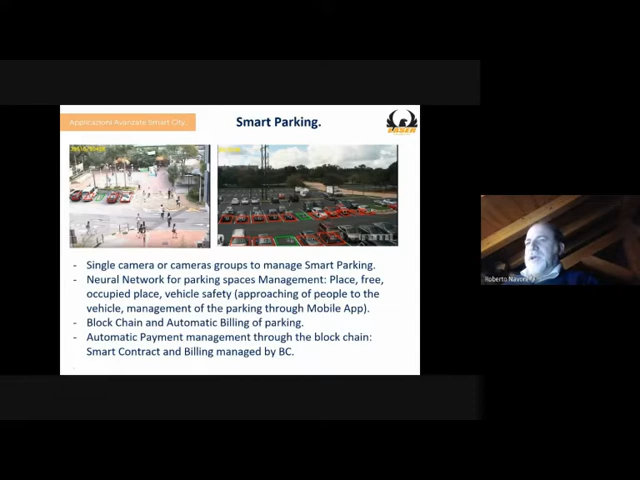 Applicazioni Avanzate Smart City
Smart Parking.
LASER
- Single camera or cameras groups to manage Smart Parking.
- Neural Network for parking spaces Management: Place, free,
occupied place, vehicle safety (approaching of people to the
vehicle, management of the parking through Mobile App).
- Block Chain and Automatic Billing of parking.
- Automatic Payment management through the block chain:
Smart Contract and Billing managed by BC.
Roberto Navoni